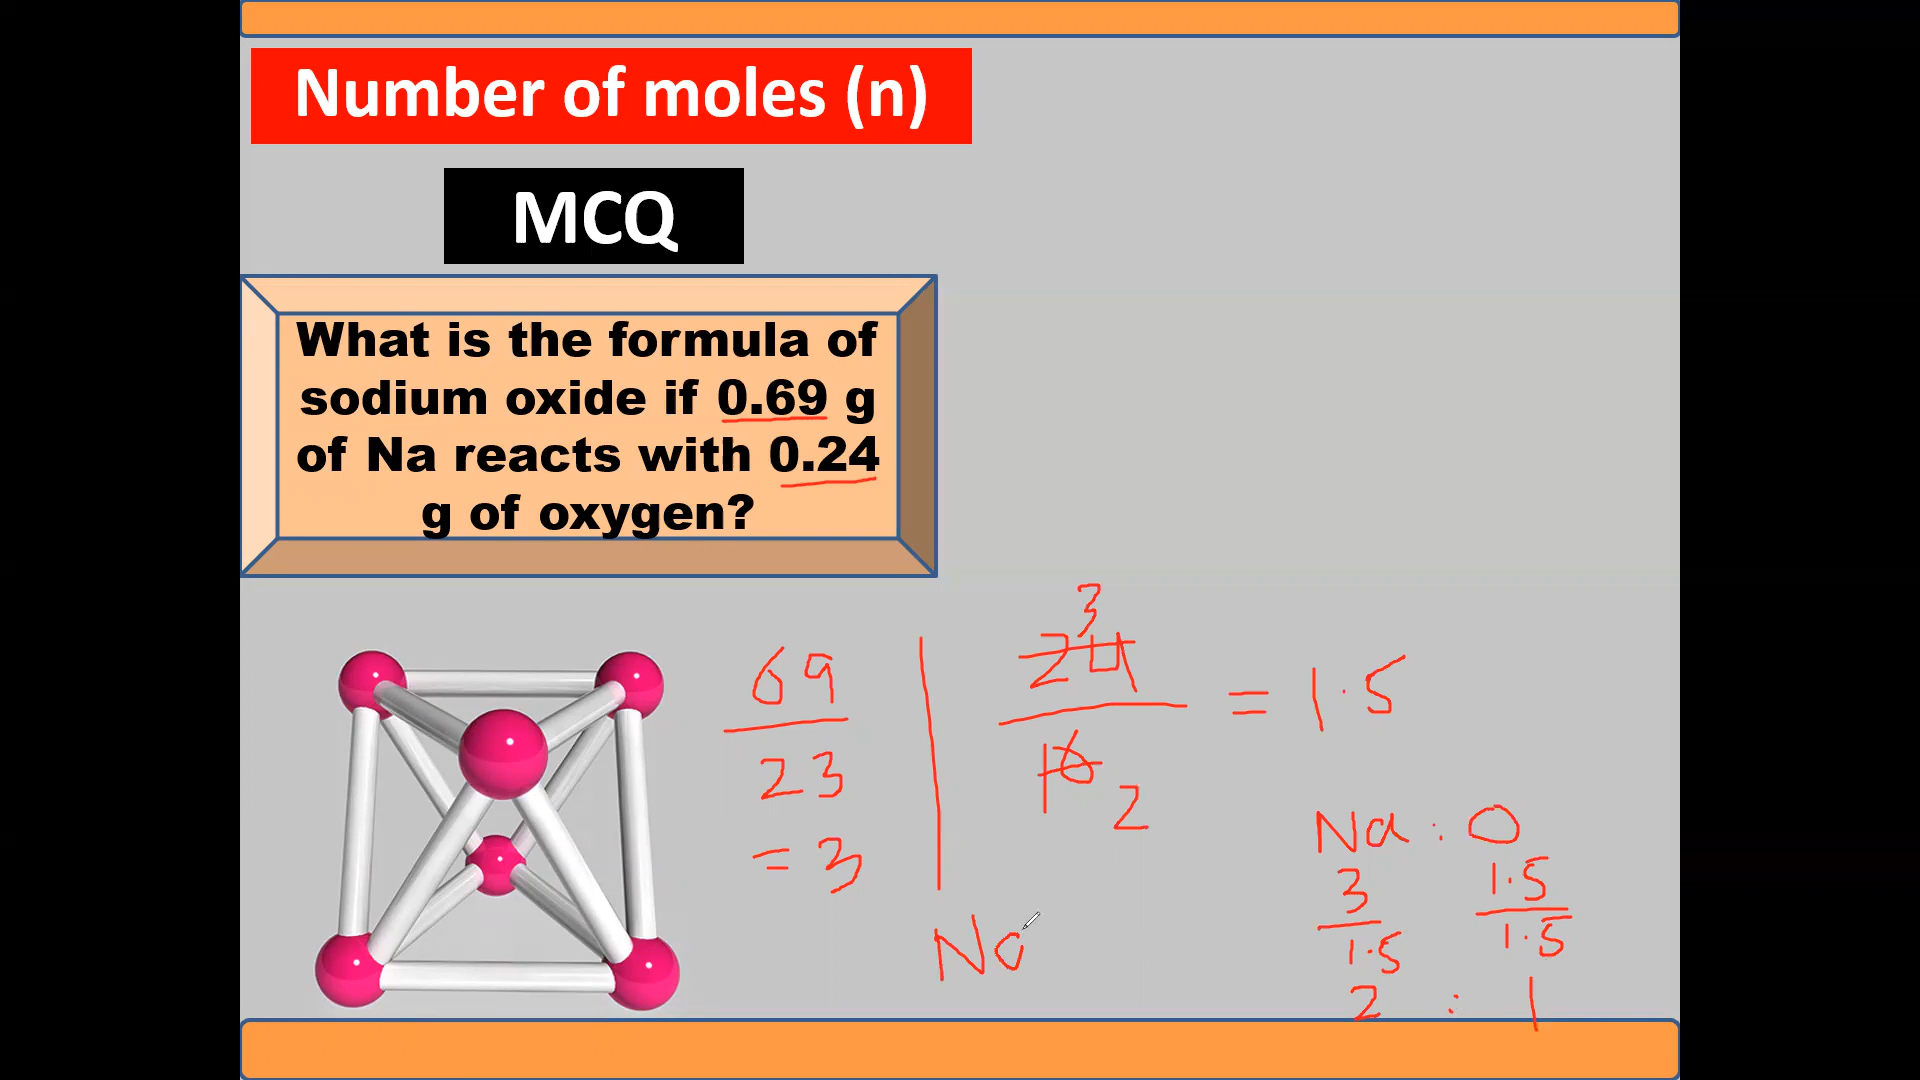 Number of moles (n)
MCQ
What is the formula of
sodium oxide if 0.69 g
of Na reacts with 0.24
g of oxygen?
69
23
= 3
3
24
16
2
= 1.5
Na : O
3 1.5
1.5 1.5
2 : 1
Na